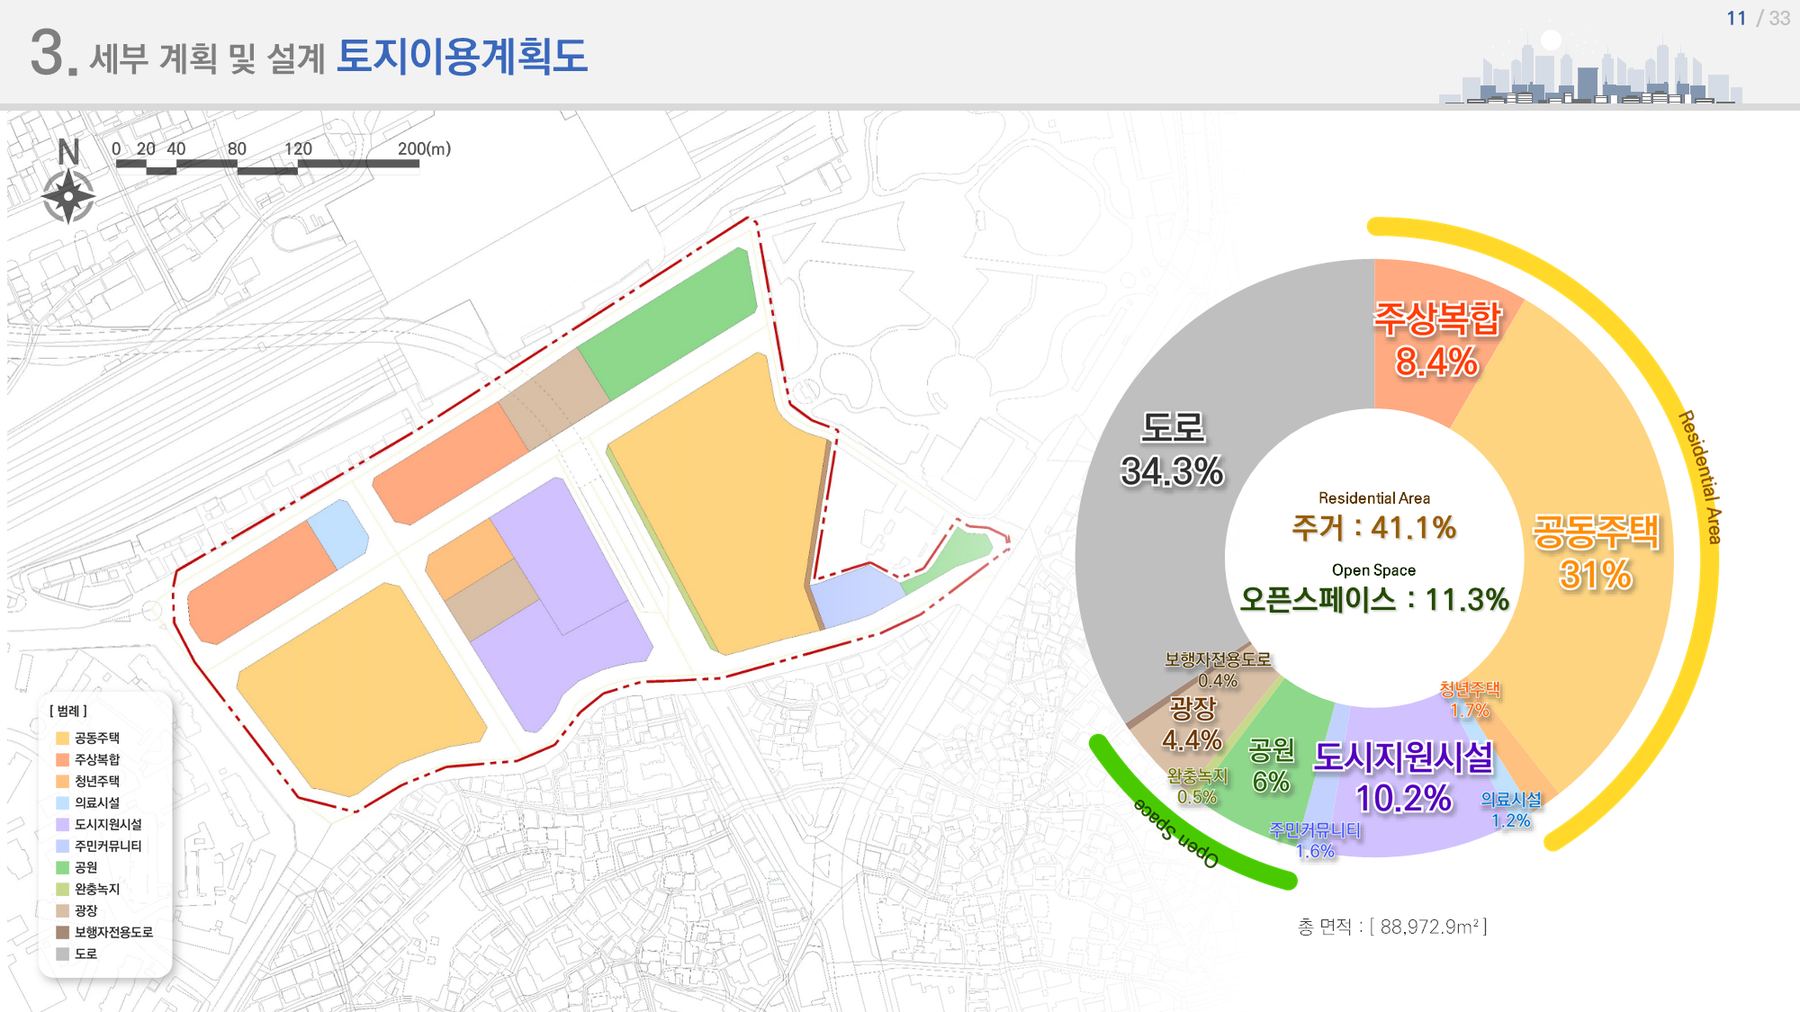 11 / 33
3. 세부 계획 및 설계 토지이용계획도
N
0 20 40 80 120 200(m)
[ 범례 ]
공동주택
주상복합
청년주택
의료시설
도시지원시설
주민커뮤니티
공원
완충녹지
광장
보행자전용도로
도로
주상복합
8.4%
공동주택
31%
청년주택
1.7%
의료시설
1.2%
도시지원시설
10.2%
주민커뮤니티
1.6%
공원
6%
완충녹지
0.5%
광장
4.4%
보행자전용도로
0.4%
도로
34.3%
Residential Area
주거 : 41.1%
Open Space
오픈스페이스 : 11.3%
Residential Area
Open Space
총 면적 : [ 88,972.9m² ]